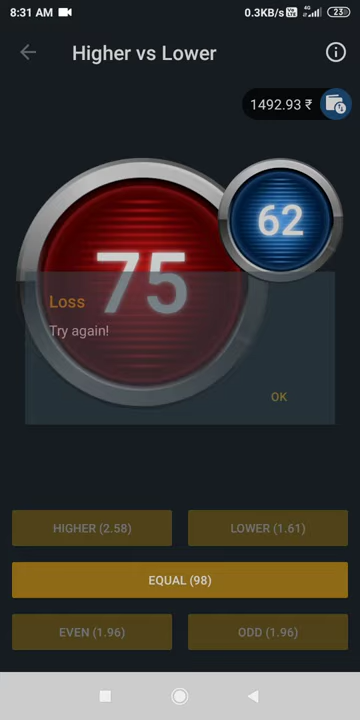 8:31 AM 0.3KB/s 4G 23
Higher vs Lower
1492.93 ₹
62
75
Loss
Try again!
OK
HIGHER (2.58) LOWER (1.61)
EQUAL (98)
EVEN (1.96) ODD (1.96)